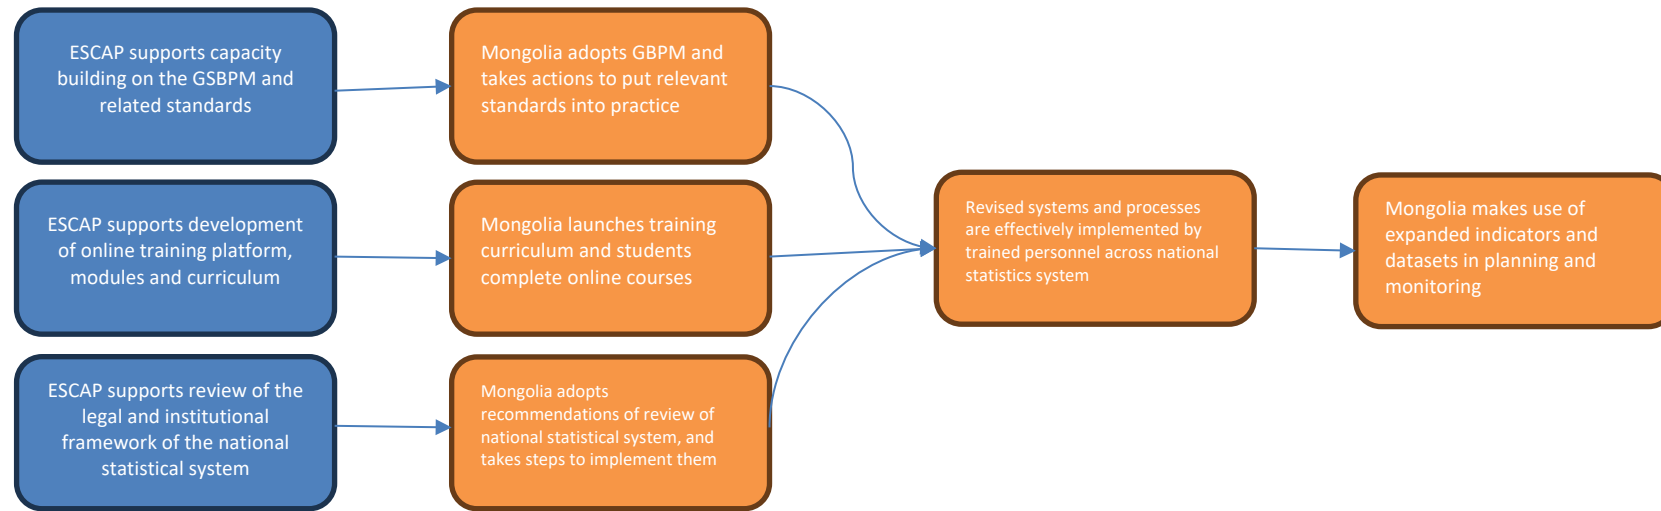 ESCAP supports capacity
building on the GSBPM and
related standards
Mongolia adopts GBPM and
takes actions to put relevant
standards into practice
ESCAP supports development
of online training platform,
modules and curriculum
Mongolia launches training
curriculum and students
complete online courses
ESCAP supports review of the
legal and institutional
framework of the national
statistical system
Mongolia adopts
recommendations of review of
national statistical system, and
takes steps to implement them
Revised systems and processes
are effectively implemented by
trained personnel across national
statistics system
Mongolia makes use of
expanded indicators and
datasets in planning and
monitoring